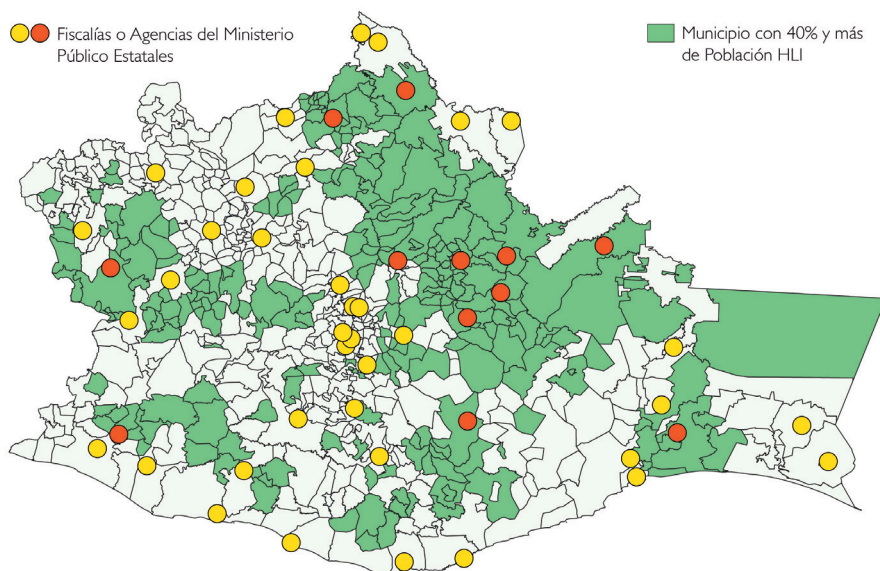 Fiscalías o Agencias del Ministerio
Público Estatales
Municipio con 40% y más
de Población HLI